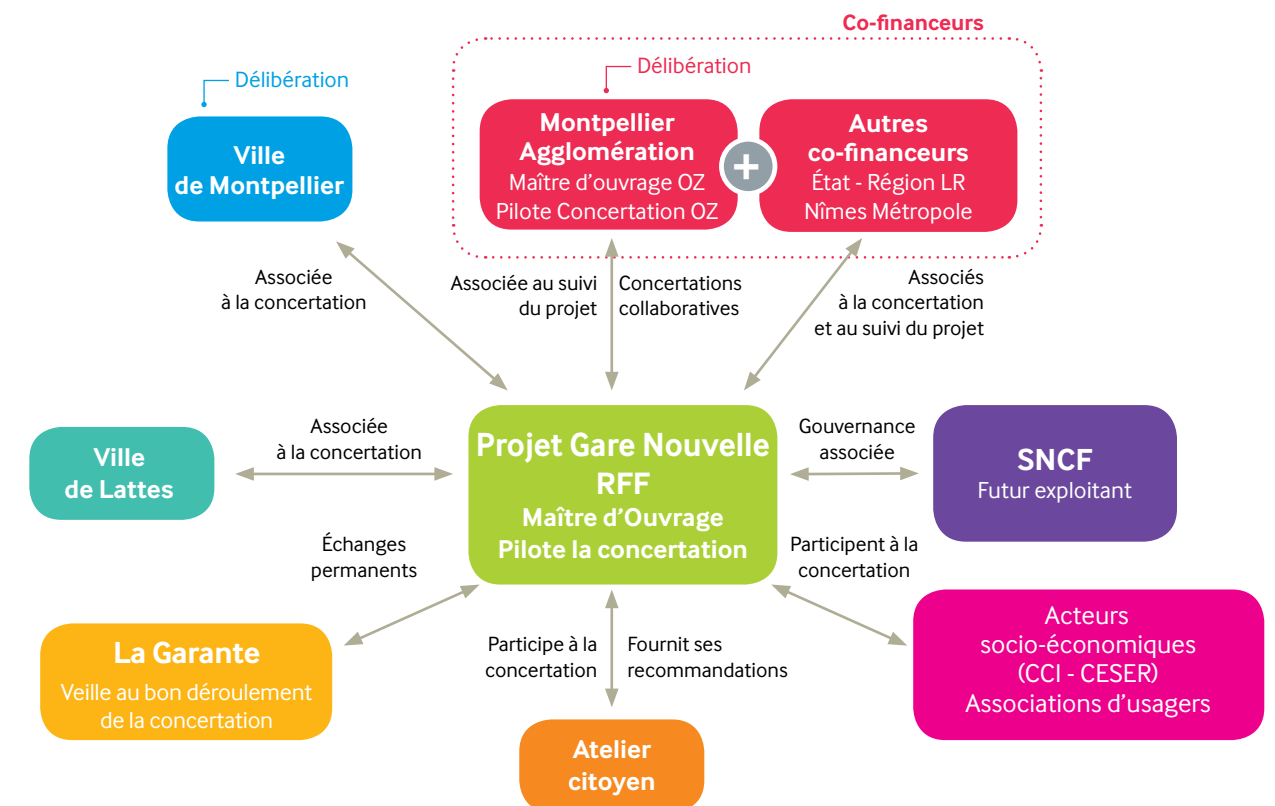 Co-financeurs
Délibération
Délibération
Ville
de Montpellier
Montpellier
Agglomération
Maître d'ouvrage OZ
Pilote Concertation OZ
+
Autres
co-financeurs
État - Région LR
Nîmes Métropole
Associée
à la concertation
Associée au suivi
du projet
Concertations
collaboratives
Associés
à la concertation
et au suivi du projet
Ville
de Lattes
Associée
à la concertation
Projet Gare Nouvelle
RFF
Maître d'Ouvrage
Pilote la concertation
Gouvernance
associée
SNCF
Futur exploitant
Échanges
permanents
Participent à la
concertation
La Garante
Veille au bon déroulement
de la concertation
Participe à la
concertation
Fournit ses
recommandations
Acteurs
socio-économiques
(CCI - CESER)
Associations d'usagers
Atelier
citoyen